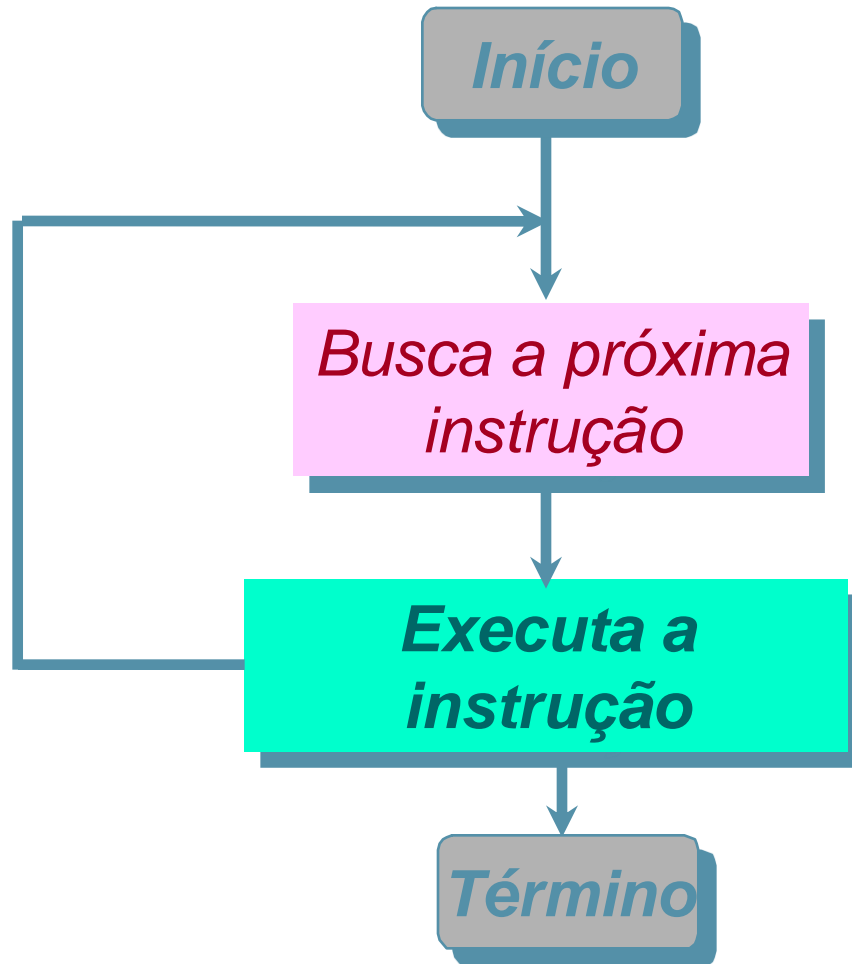 Início
Busca a próxima
instrução
Executa a
instrução
Término